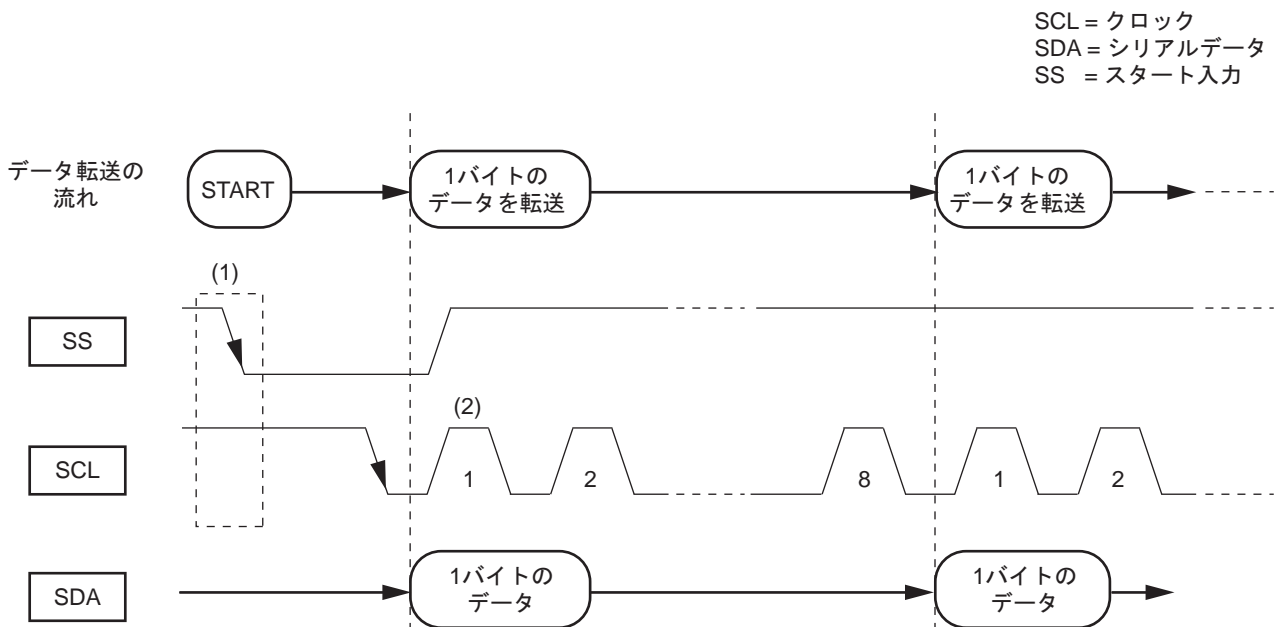 SCL = クロック
SDA = シリアルデータ
SS = スタート入力
データ転送の
流れ
START
1バイトの
データを転送
1バイトの
データを転送
(1)
SS
(2)
SCL
1
2
8
1
2
SDA
1バイトの
データ
1バイトの
データ